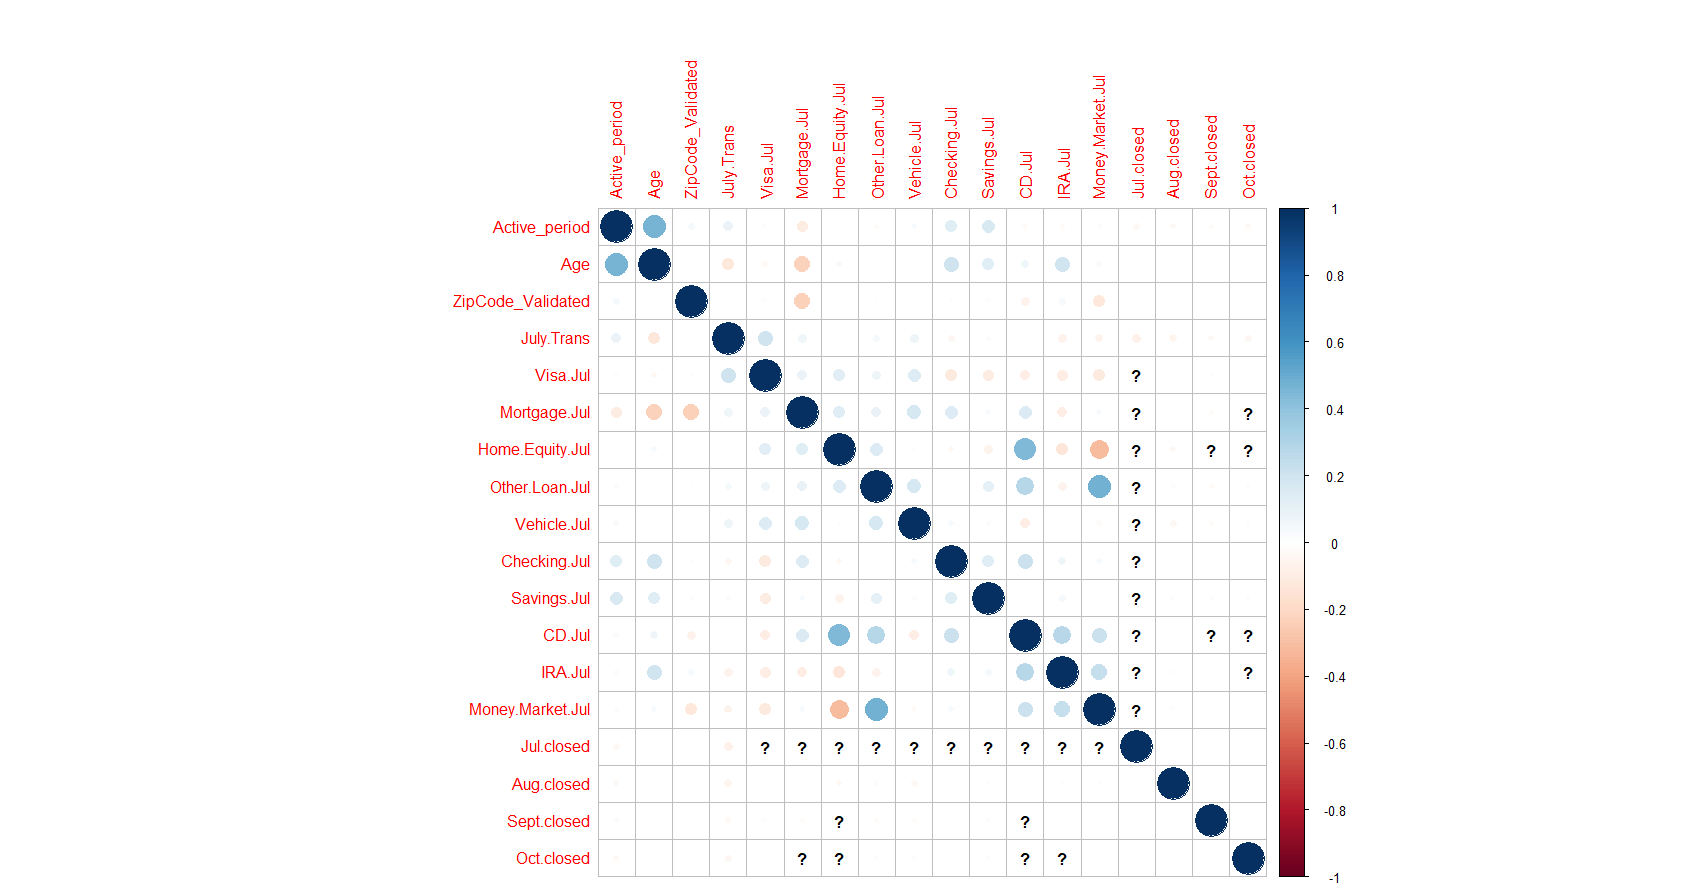 Active_period
Age
ZipCode_Validated
July.Trans
Visa.Jul
Mortgage.Jul
Home.Equity.Jul
Other.Loan.Jul
Vehicle.Jul
Checking.Jul
Savings.Jul
CD.Jul
IRA.Jul
Money.Market.Jul
Jul.closed
Aug.closed
Sept.closed
Oct.closed
Active_period
Age
ZipCode_Validated
July.Trans
Visa.Jul ?
Mortgage.Jul ? ?
Home.Equity.Jul ? ? ?
Other.Loan.Jul ?
Vehicle.Jul ?
Checking.Jul ?
Savings.Jul ?
CD.Jul ? ? ?
IRA.Jul ? ?
Money.Market.Jul ?
Jul.closed ? ? ? ? ? ? ? ? ? ?
Aug.closed
Sept.closed ? ?
Oct.closed ? ? ? ?
1
0.8
0.6
0.4
0.2
0
-0.2
-0.4
-0.6
-0.8
-1